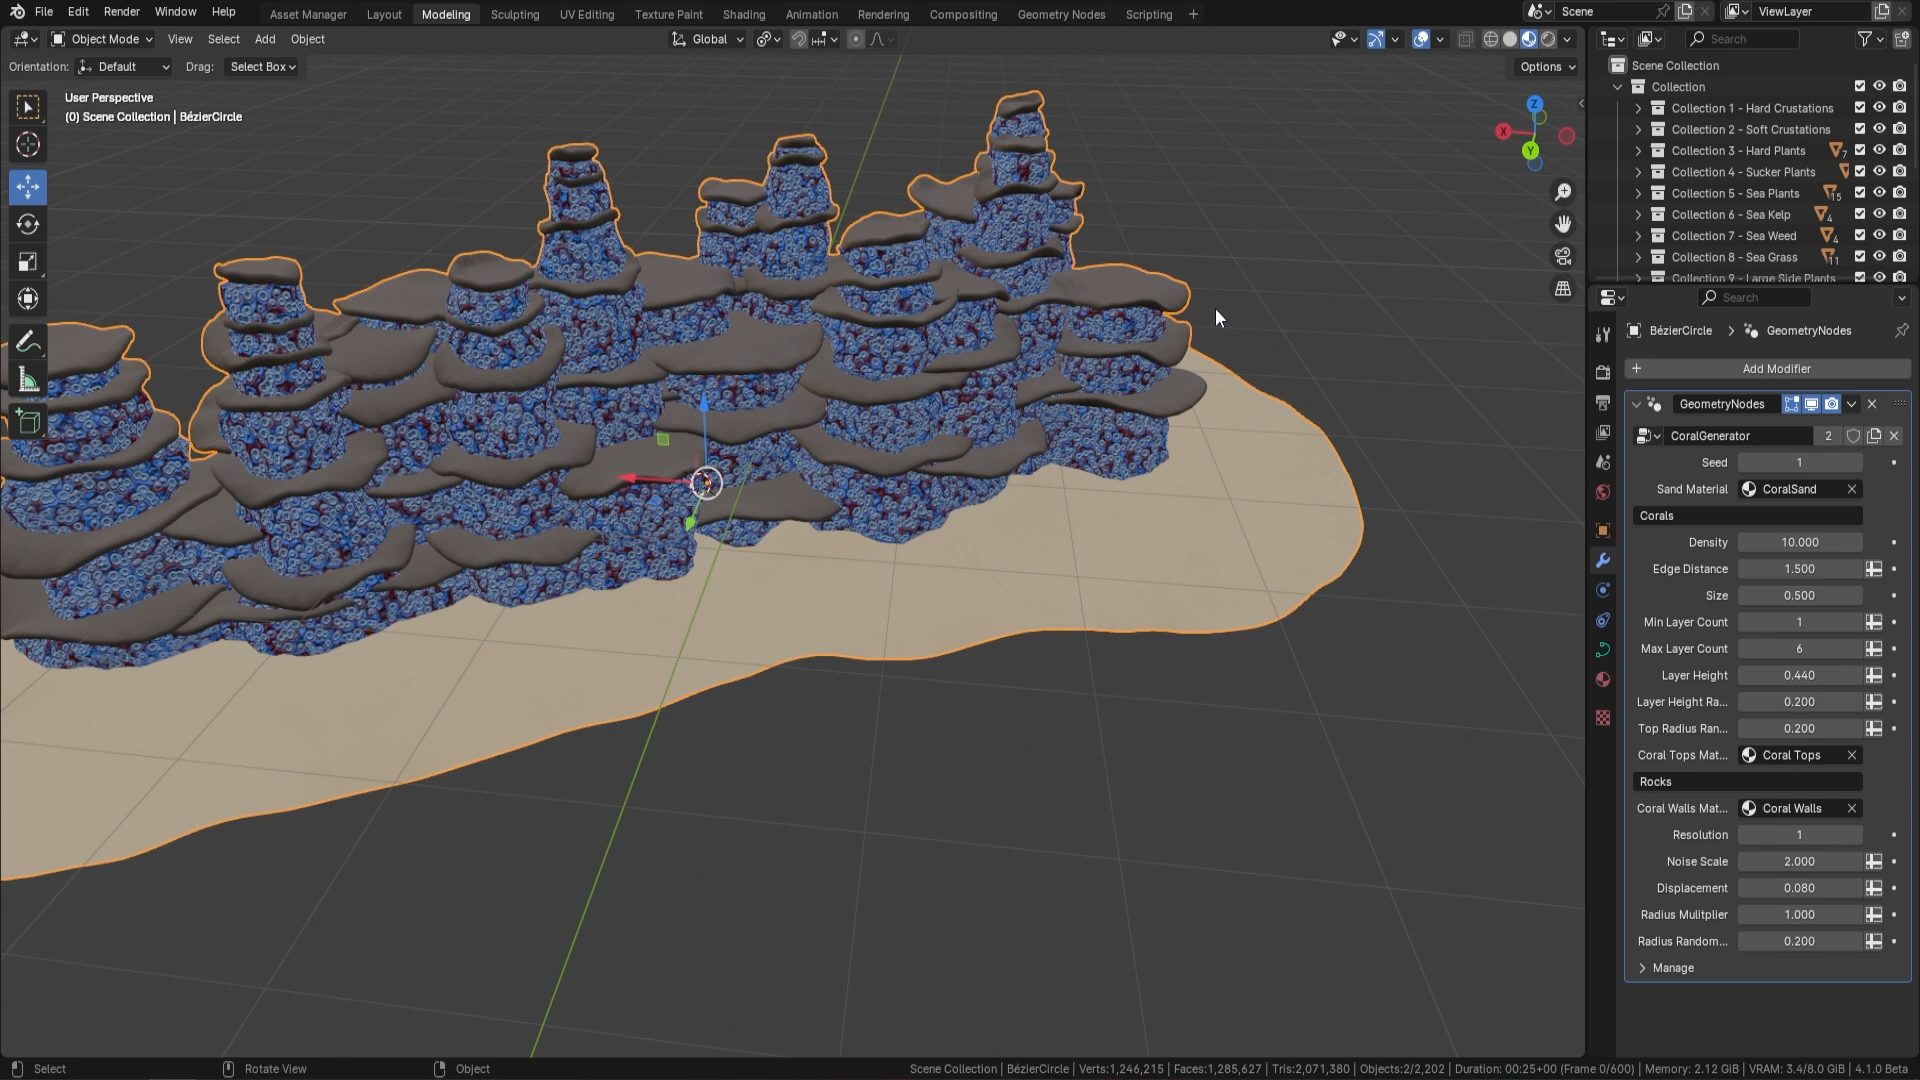 File Edit Render Window Help
Asset Manager Layout Modeling Sculpting UV Editing Texture Paint Shading Animation Rendering Compositing Geometry Nodes Scripting +
Scene ViewLayer
Object Mode View Select Add Object
Global
Search
Orientation: Default Drag: Select Box
Options
User Perspective
(0) Scene Collection | BézierCircle
Z
X
Y
Scene Collection
Collection
Collection 1 - Hard Crustations
Collection 2 - Soft Crustations
Collection 3 - Hard Plants 7
Collection 4 - Sucker Plants
Collection 5 - Sea Plants 15
Collection 6 - Sea Kelp 4
Collection 7 - Sea Weed 4
Collection 8 - Sea Grass 11
Collection 9 - Large Side Plants
Search
BézierCircle > GeometryNodes
+ Add Modifier
GeometryNodes
CoralGenerator 2
Seed 1
Sand Material CoralSand
Corals
Density 10.000
Edge Distance 1.500
Size 0.500
Min Layer Count 1
Max Layer Count 6
Layer Height 0.440
Layer Height Ra... 0.200
Top Radius Ran... 0.200
Coral Tops Mat... Coral Tops
Rocks
Coral Walls Mat... Coral Walls
Resolution 1
Noise Scale 2.000
Displacement 0.080
Radius Mulitplier 1.000
Radius Random... 0.200
Manage
Select Rotate View Object
Scene Collection | BézierCircle | Verts:1,246,215 | Faces:1,285,627 | Tris:2,071,380 | Objects:2/2,202 | Duration: 00:25+00 (Frame 0/600) | Memory: 2.12 GiB | VRAM: 3.4/8.0 GiB | 4.1.0 Beta